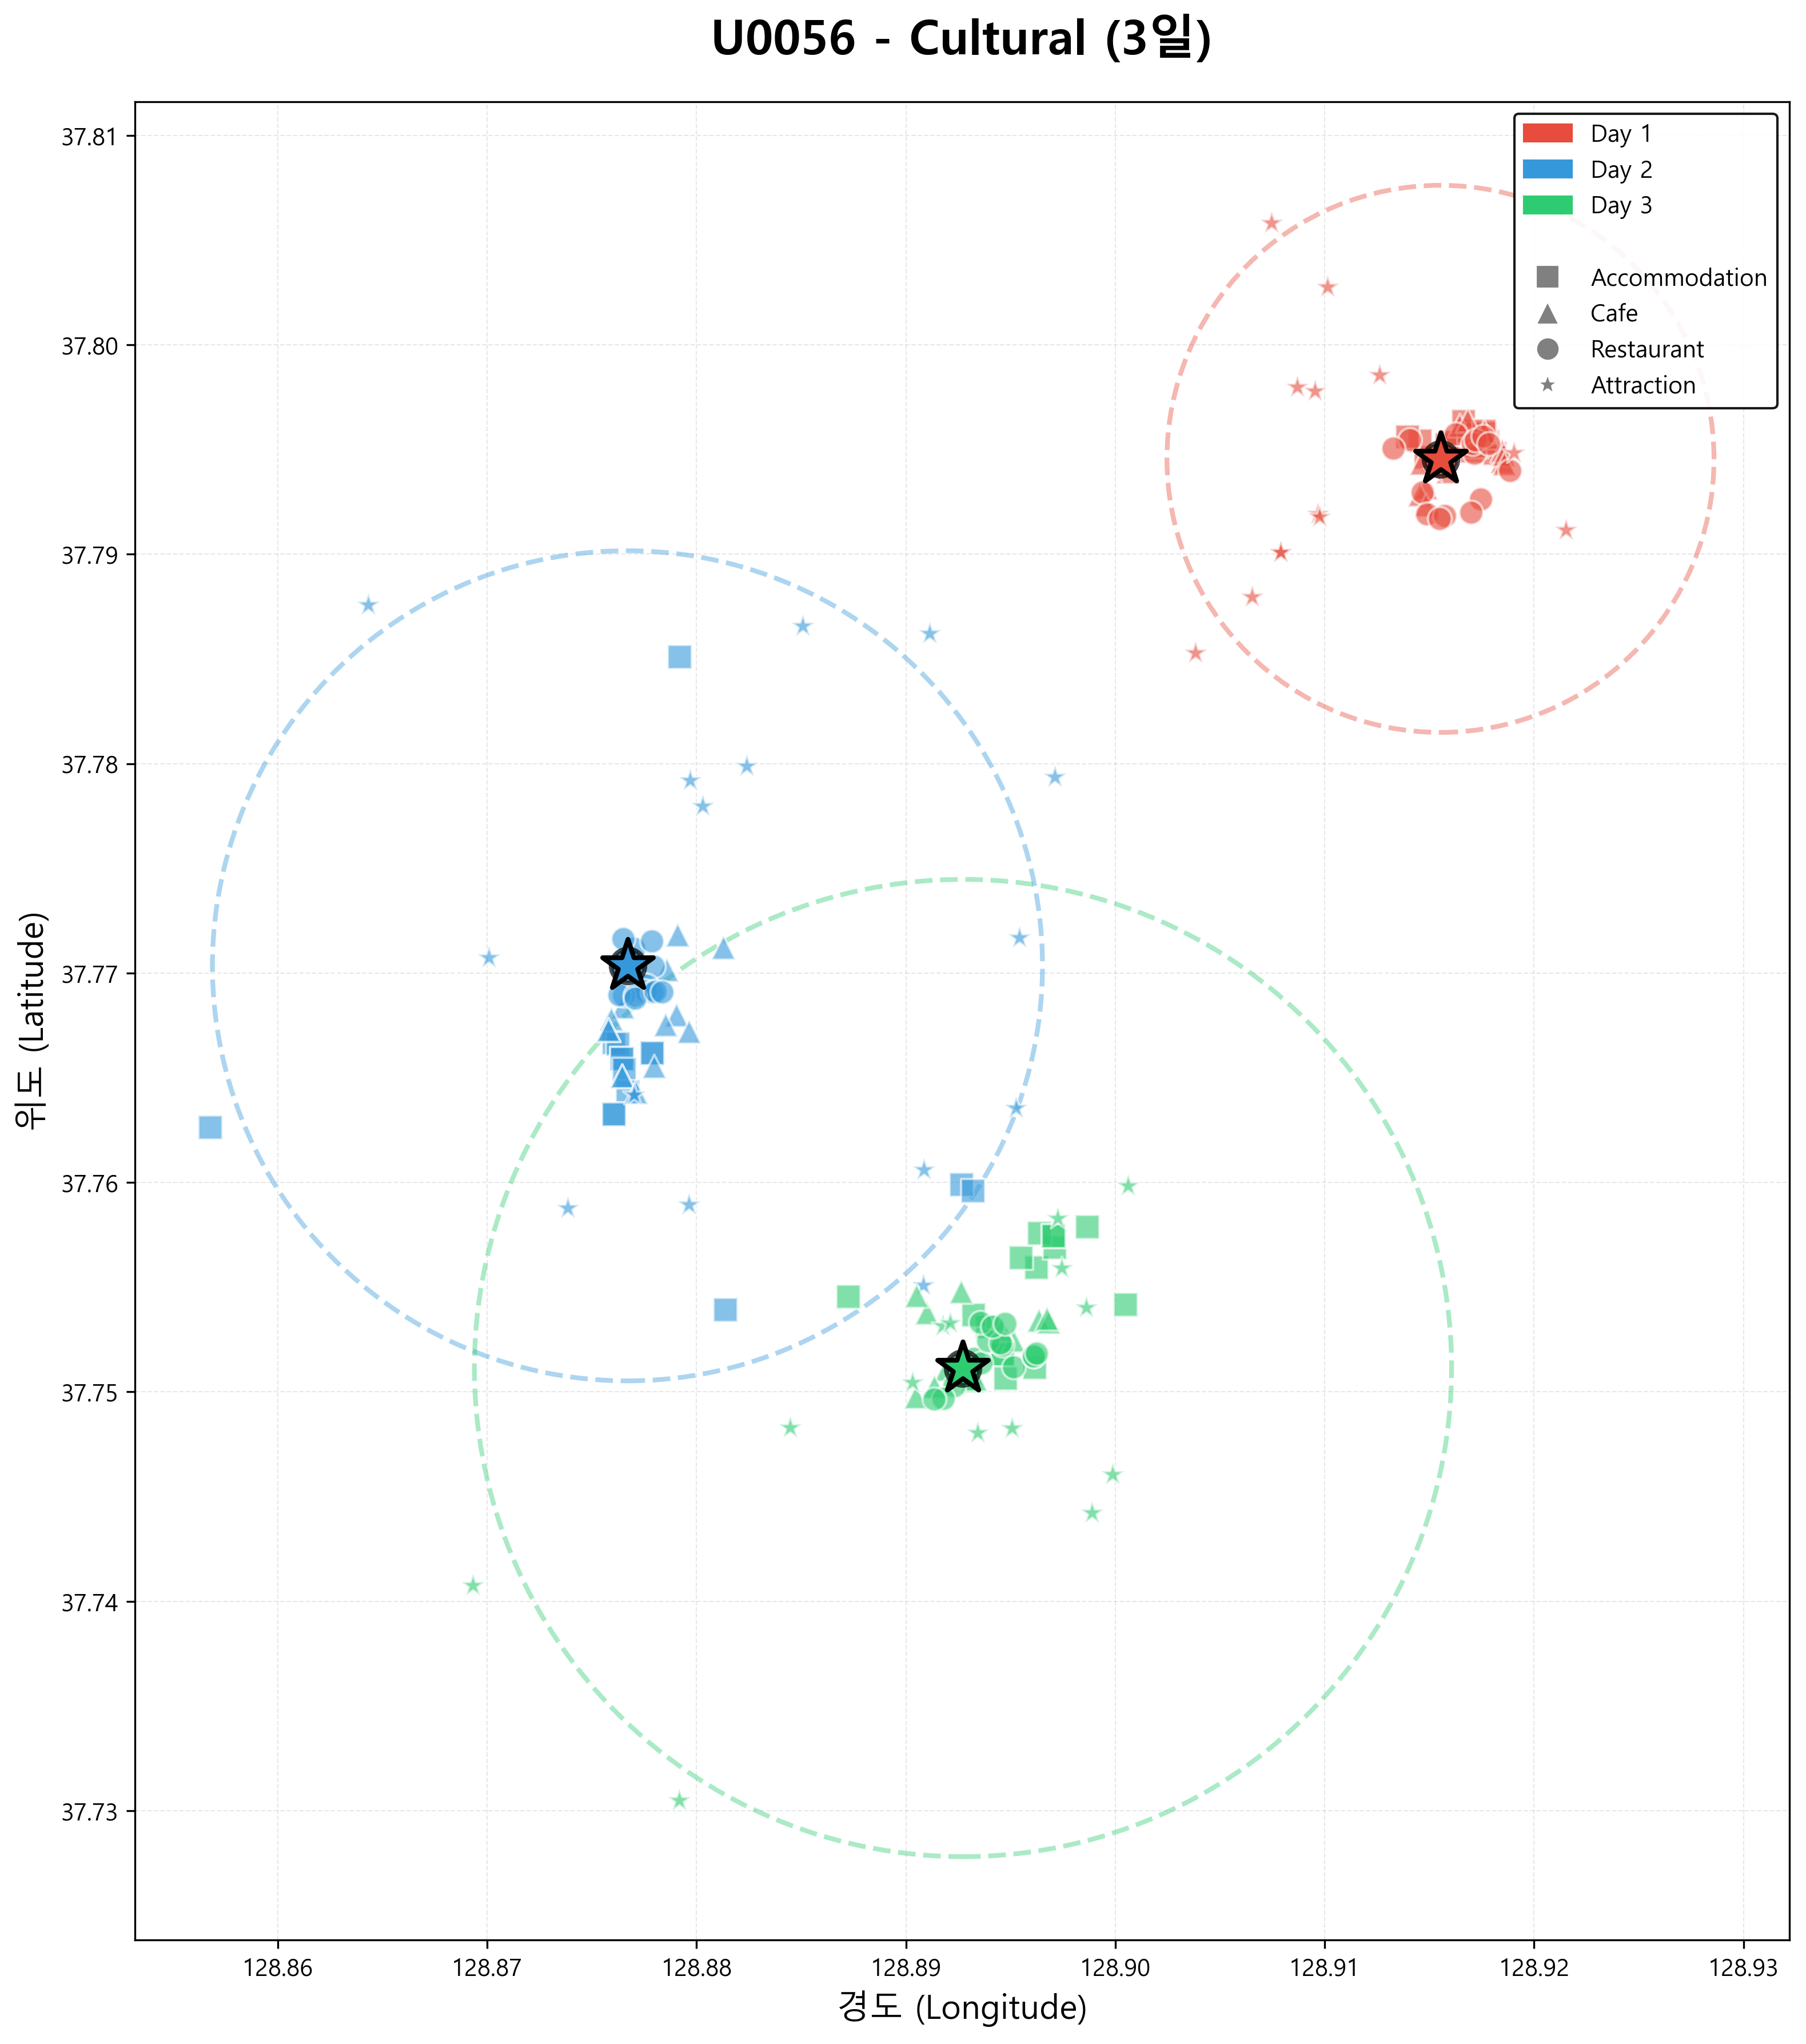 U0056 - Cultural (3일)
Day 1
Day 2
Day 3
Accommodation
Cafe
Restaurant
Attraction
위도 (Latitude)
37.81
37.80
37.79
37.78
37.77
37.76
37.75
37.74
37.73
128.86 128.87 128.88 128.89 128.90 128.91 128.92 128.93
경도 (Longitude)